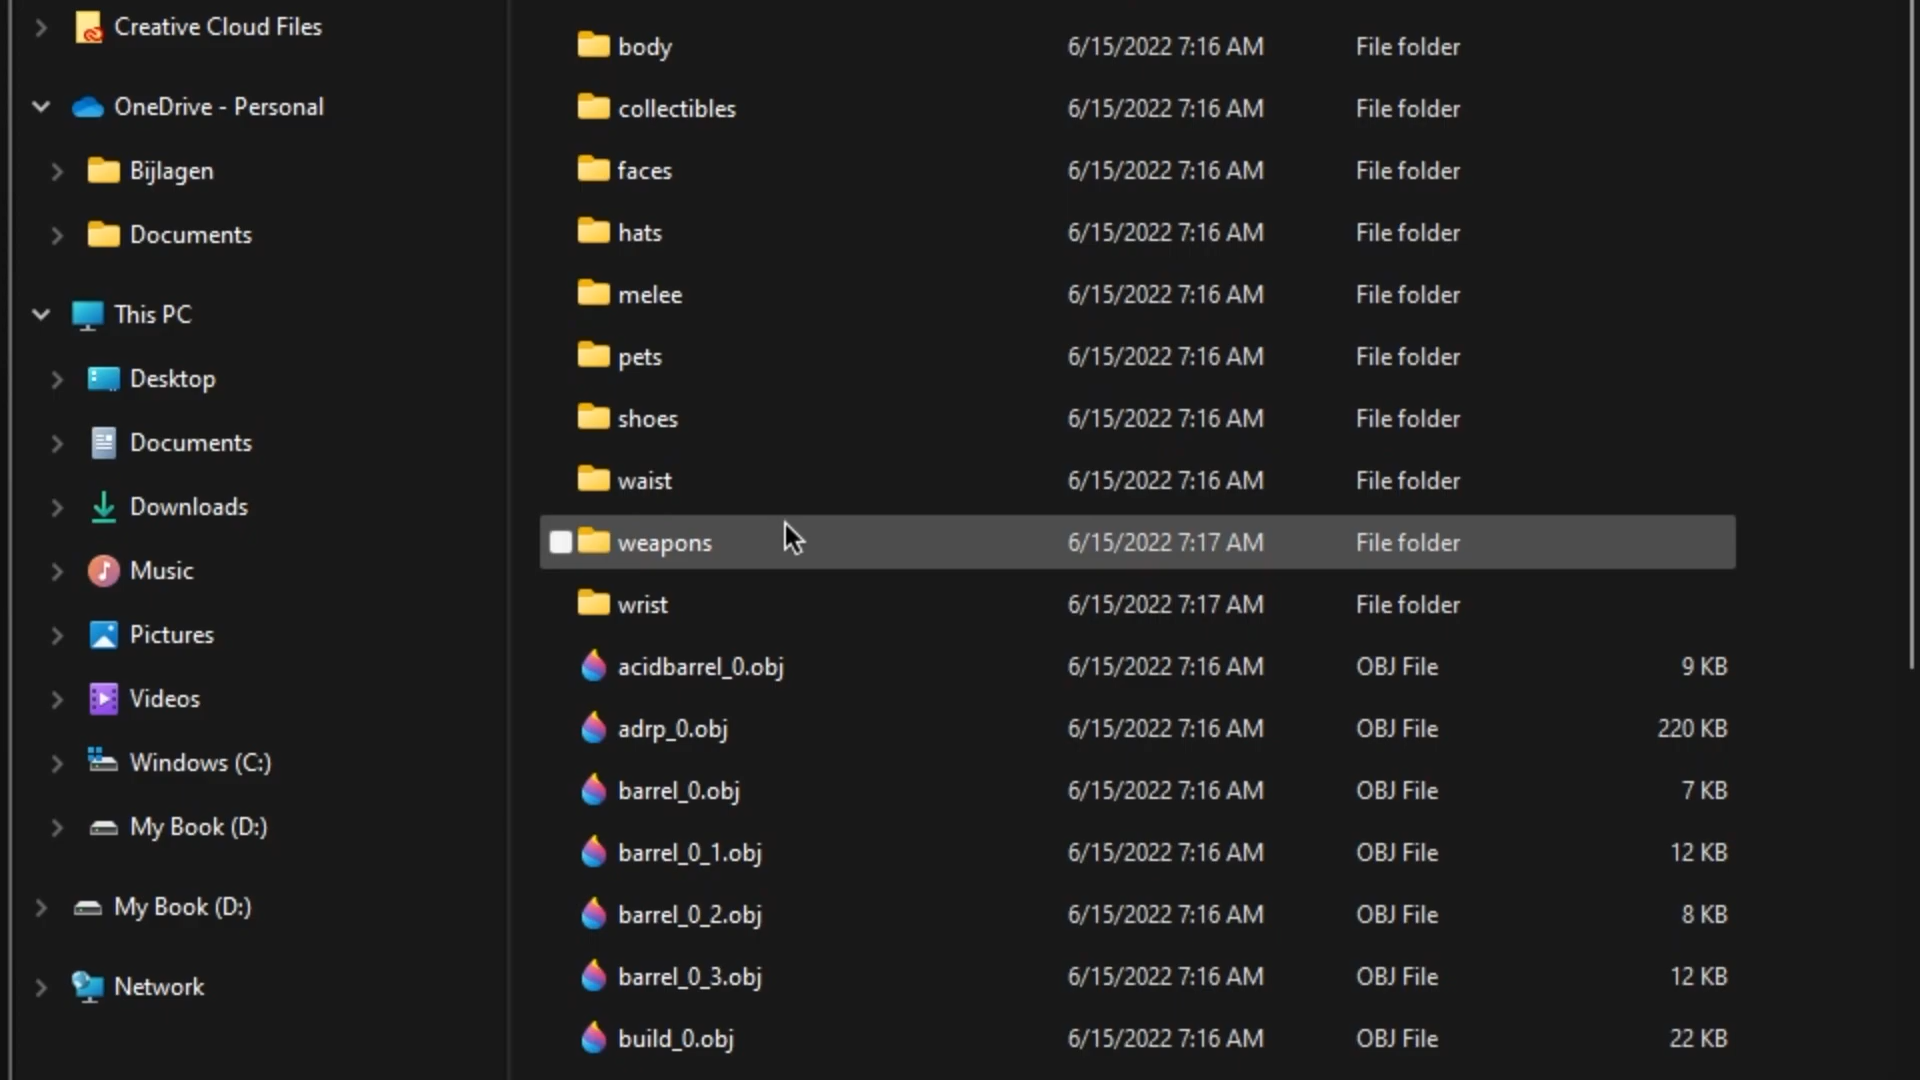 Creative Cloud Files
OneDrive - Personal
Bijlagen
Documents
This PC
Desktop
Documents
Downloads
Music
Pictures
Videos
Windows (C:)
My Book (D:)
My Book (D:)
Network
body 6/15/2022 7:16 AM File folder
collectibles 6/15/2022 7:16 AM File folder
faces 6/15/2022 7:16 AM File folder
hats 6/15/2022 7:16 AM File folder
melee 6/15/2022 7:16 AM File folder
pets 6/15/2022 7:16 AM File folder
shoes 6/15/2022 7:16 AM File folder
waist 6/15/2022 7:16 AM File folder
weapons 6/15/2022 7:17 AM File folder
wrist 6/15/2022 7:17 AM File folder
acidbarrel_0.obj 6/15/2022 7:16 AM OBJ File 9 KB
adrp_0.obj 6/15/2022 7:16 AM OBJ File 220 KB
barrel_0.obj 6/15/2022 7:16 AM OBJ File 7 KB
barrel_0_1.obj 6/15/2022 7:16 AM OBJ File 12 KB
barrel_0_2.obj 6/15/2022 7:16 AM OBJ File 8 KB
barrel_0_3.obj 6/15/2022 7:16 AM OBJ File 12 KB
build_0.obj 6/15/2022 7:16 AM OBJ File 22 KB